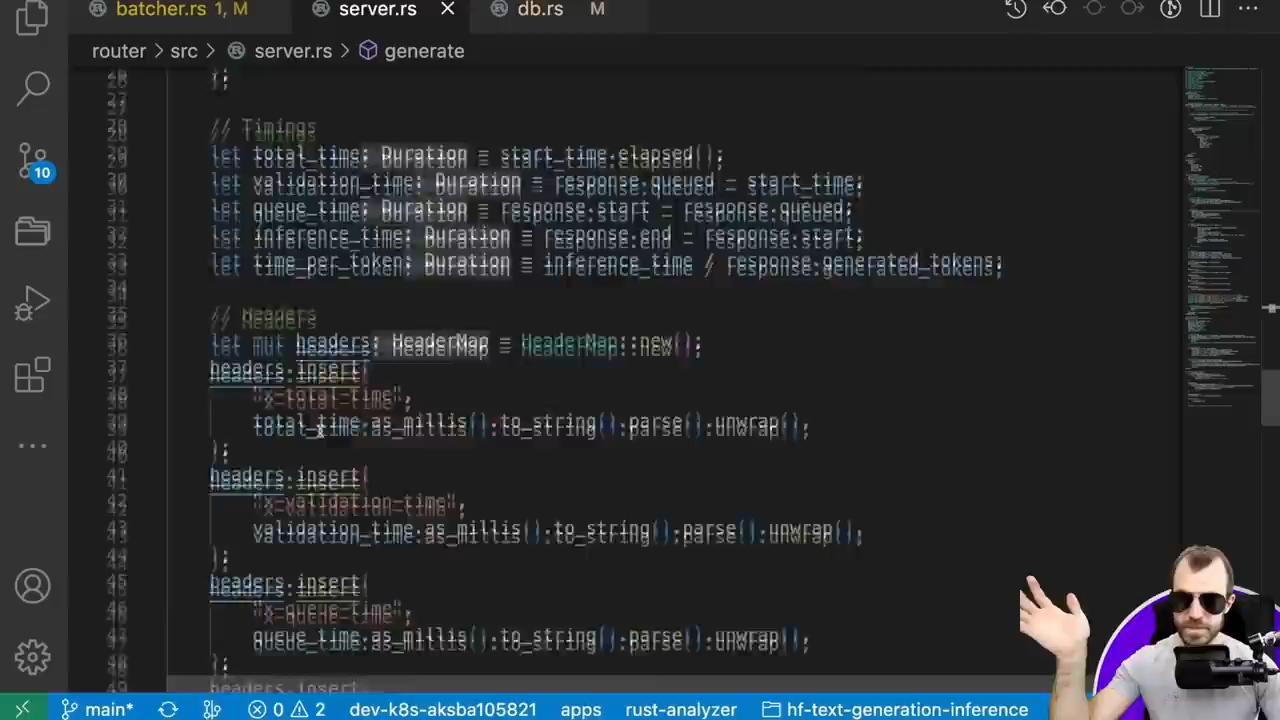 batcher.rs 1, M
server.rs
db.rs M
router > src > server.rs > generate
// Timings
let total_time: Duration = start_time.elapsed();
let validation_time: Duration = response.queued - start_time;
let queue_time: Duration = response.start - response.queued;
let inference_time: Duration = response.end - response.start;
let time_per_token: Duration = inference_time / response.generated_tokens;
// Headers
let mut headers: HeaderMap = HeaderMap::new();
headers.insert(
"x-total-time",
total_time.as_millis().to_string().parse().unwrap(),
);
headers.insert(
"x-validation-time",
validation_time.as_millis().to_string().parse().unwrap(),
);
headers.insert(
"x-queue-time",
queue_time.as_millis().to_string().parse().unwrap(),
);
headers.insert(
10
main* 0 2 dev-k8s-aksba105821 apps rust-analyzer hf-text-generation-inference